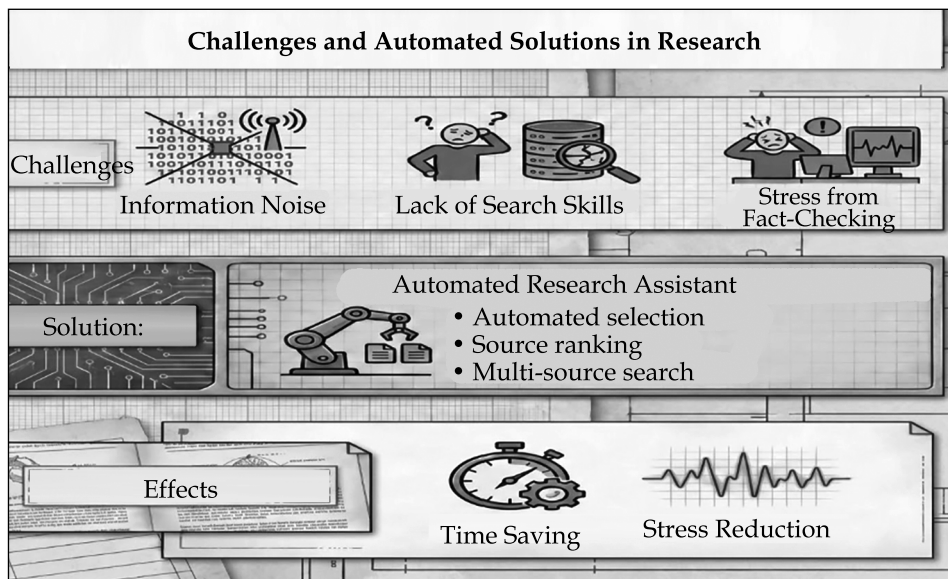 Challenges and Automated Solutions in Research
Challenges
Information Noise
Lack of Search Skills
Stress from
Fact-Checking
Solution:
Automated Research Assistant
• Automated selection
• Source ranking
• Multi-source search
Effects
Time Saving
Stress Reduction